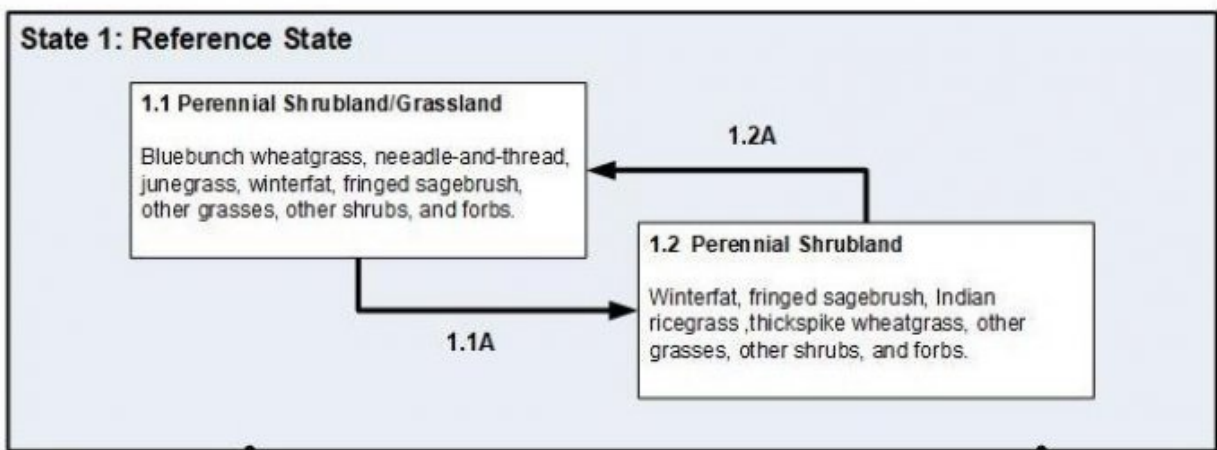 State 1: Reference State
1.1 Perennial Shrubland/Grassland
Bluebunch wheatgrass, neeadle-and-thread,
junegrass, winterfat, fringed sagebrush,
other grasses, other shrubs, and forbs.
1.2A
1.2 Perennial Shrubland
Winterfat, fringed sagebrush, Indian
ricegrass ,thickspike wheatgrass, other
grasses, other shrubs, and forbs.
1.1A